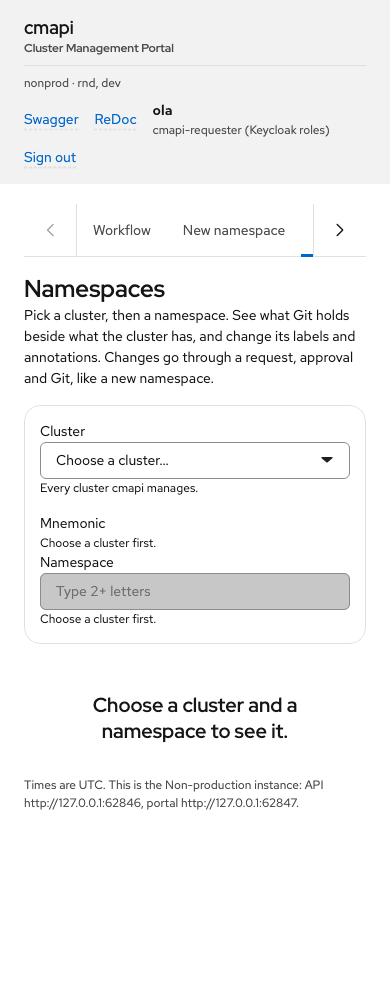 cmapi
Cluster Management Portal
nonprod · rnd, dev
Swagger ReDoc ola
cmapi-requester (Keycloak roles)
Sign out
Workflow New namespace
Namespaces
Pick a cluster, then a namespace. See what Git holds
beside what the cluster has, and change its labels and
annotations. Changes go through a request, approval
and Git, like a new namespace.
Cluster
Choose a cluster...
Every cluster cmapi manages.
Mnemonic
Choose a cluster first.
Namespace
Type 2+ letters
Choose a cluster first.
Choose a cluster and a
namespace to see it.
Times are UTC. This is the Non-production instance: API
http://127.0.0.1:62846, portal http://127.0.0.1:62847.